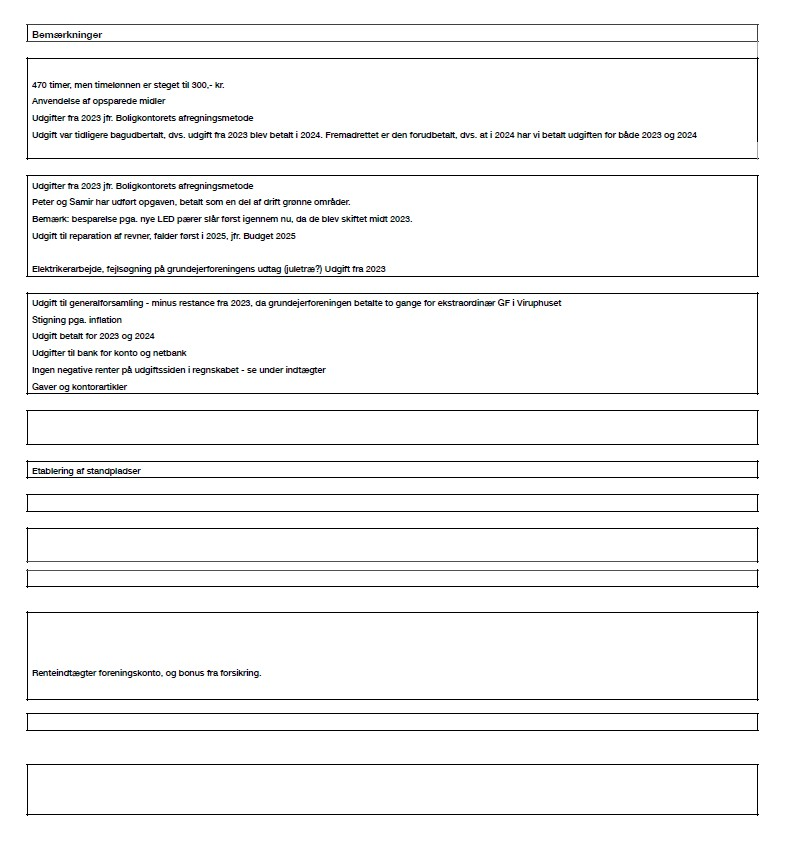 Bemærkninger
470 timer, men timelønnen er steget til 300,- kr.
Anvendelse af opsparede midler
Udgifter fra 2023 jfr. Boligkontorets afregningsmetode
Udgift var tidligere bagudbertalt, dvs. udgift fra 2023 blev betalt i 2024. Fremadrettet er den forudbetalt, dvs. at i 2024 har vi betalt udgiften for både 2023 og 2024
Udgifter fra 2023 jfr. Boligkontorets afregningsmetode
Peter og Samir har udført opgaven, betalt som en del af drift grønne områder.
Bemærk: besparelse pga. nye LED pærer slår først igennem nu, da de blev skiftet midt 2023.
Udgift til reparation af revner, falder først i 2025, jfr. Budget 2025
Elektrikerarbejde, fejlsøgning på grundejerforeningens udtag (juletræ?) Udgift fra 2023
Udgift til generalforsamling - minus restance fra 2023, da grundejerforeningen betalte to gange for ekstraordinær GF i Viruphuset
Stigning pga. inflation
Udgift betalt for 2023 og 2024
Udgifter til bank for konto og netbank
Ingen negative renter på udgiftssiden i regnskabet - se under indtægter
Gaver og kontorartikler
Etablering af standpladser
Renteindtægter foreningskonto, og bonus fra forsikring.